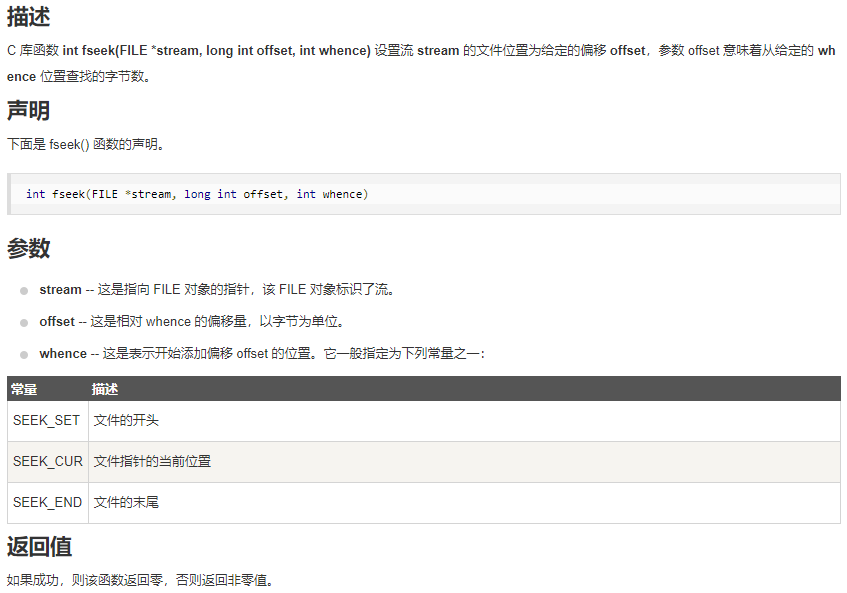 描述
C 库函数 int fseek(FILE *stream, long int offset, int whence) 设置流 stream 的文件位置为给定的偏移 offset，参数 offset 意味着从给定的 wh
ence 位置查找的字节数。
声明
下面是 fseek() 函数的声明。
int fseek(FILE *stream, long int offset, int whence)
参数
stream -- 这是指向 FILE 对象的指针，该 FILE 对象标识了流。
offset -- 这是相对 whence 的偏移量，以字节为单位。
whence -- 这是表示开始添加偏移 offset 的位置。它一般指定为下列常量之一：
常量 描述
SEEK_SET 文件的开头
SEEK_CUR 文件指针的当前位置
SEEK_END 文件的末尾
返回值
如果成功，则该函数返回零，否则返回非零值。